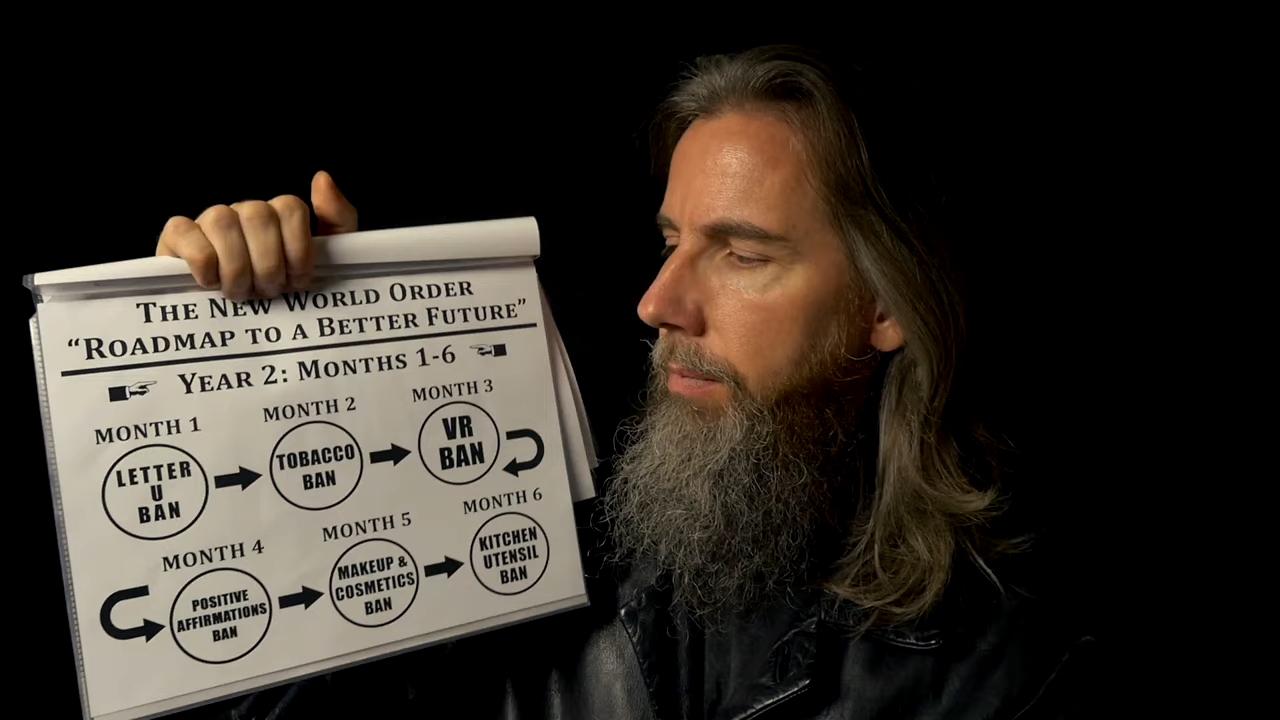 THE NEW WORLD ORDER
“ROADMAP TO A BETTER FUTURE”
YEAR 2: MONTHS 1-6
MONTH 1
LETTER
U
BAN
MONTH 2
TOBACCO
BAN
MONTH 3
VR
BAN
MONTH 4
POSITIVE
AFFIRMATIONS
BAN
MONTH 5
MAKEUP &
COSMETICS
BAN
MONTH 6
KITCHEN
UTENSIL
BAN